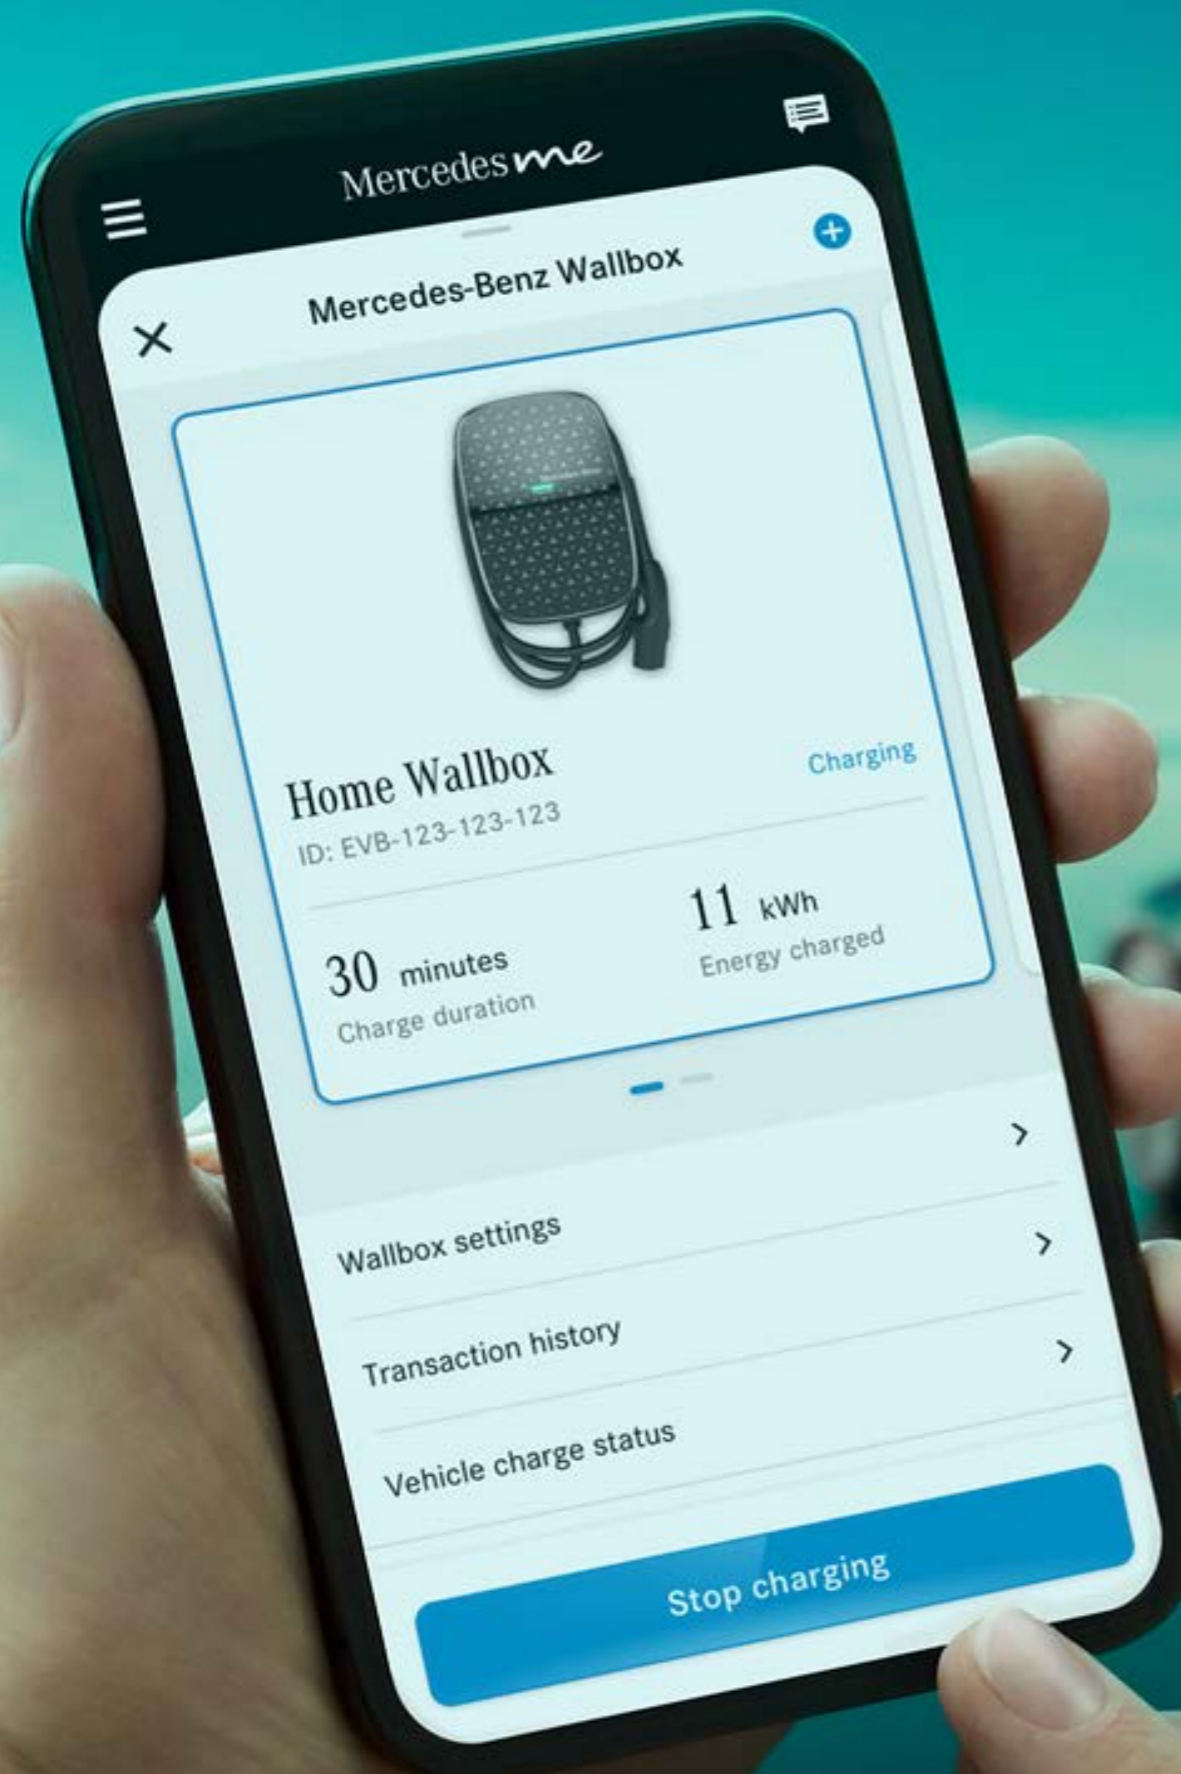 Mercedes me
Mercedes-Benz Wallbox
Home Wallbox
Charging
ID: EVB-123-123-123
30 minutes
Charge duration
11 kWh
Energy charged
Wallbox settings
Transaction history
Vehicle charge status
Stop charging